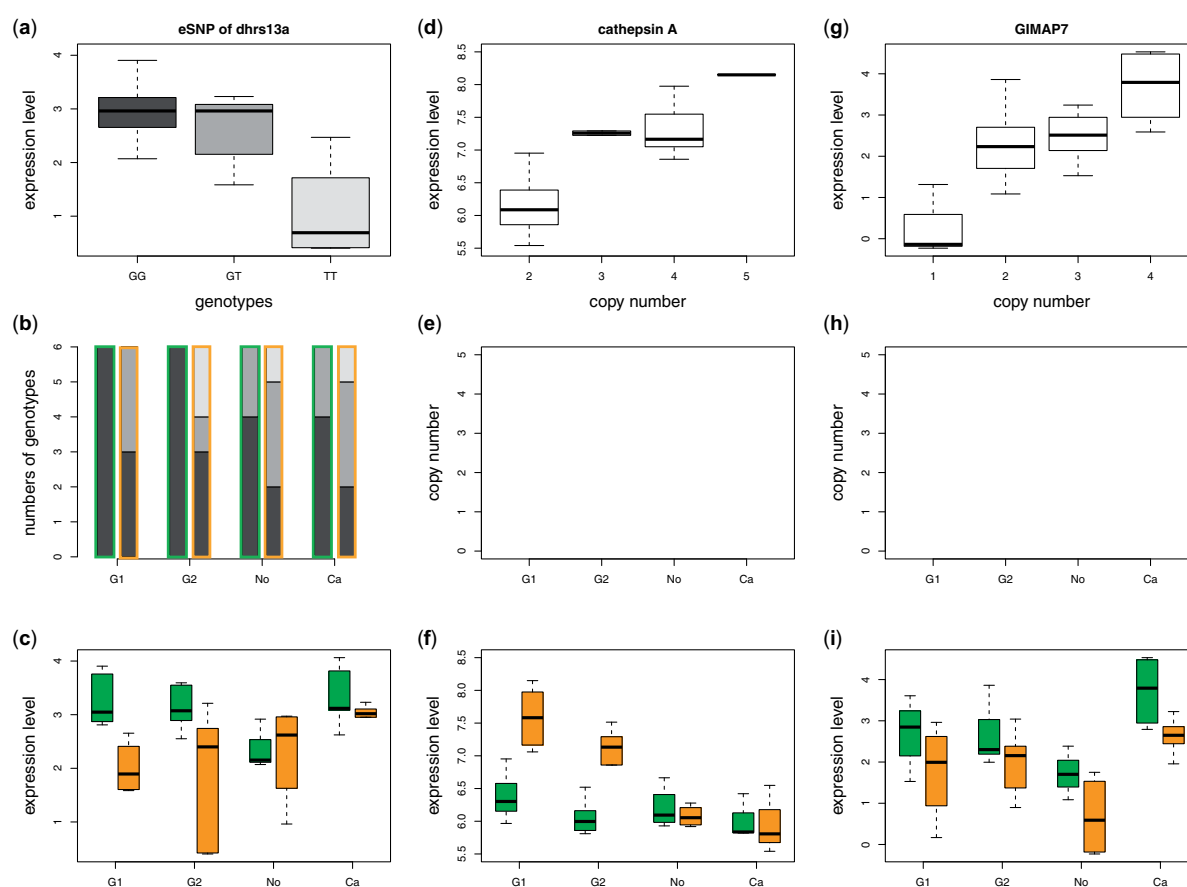 (a)
eSNP of dhrs13a
expression level
4
3
2
1
GG
GT
TT
genotypes
(d)
cathepsin A
expression level
8.5
8.0
7.5
7.0
6.5
6.0
5.5
2
3
4
5
copy number
(g)
GIMAP7
expression level
4
3
2
1
0
1
2
3
4
copy number
(b)
numbers of genotypes
6
5
4
3
2
1
0
G1
G2
No
Ca
(e)
copy number
5
4
3
2
1
0
G1
G2
No
Ca
(h)
copy number
5
4
3
2
1
0
G1
G2
No
Ca
(c)
expression level
4
3
2
1
G1
G2
No
Ca
(f)
expression level
8.5
8.0
7.5
7.0
6.5
6.0
5.5
G1
G2
No
Ca
(i)
expression level
4
3
2
1
0
G1
G2
No
Ca